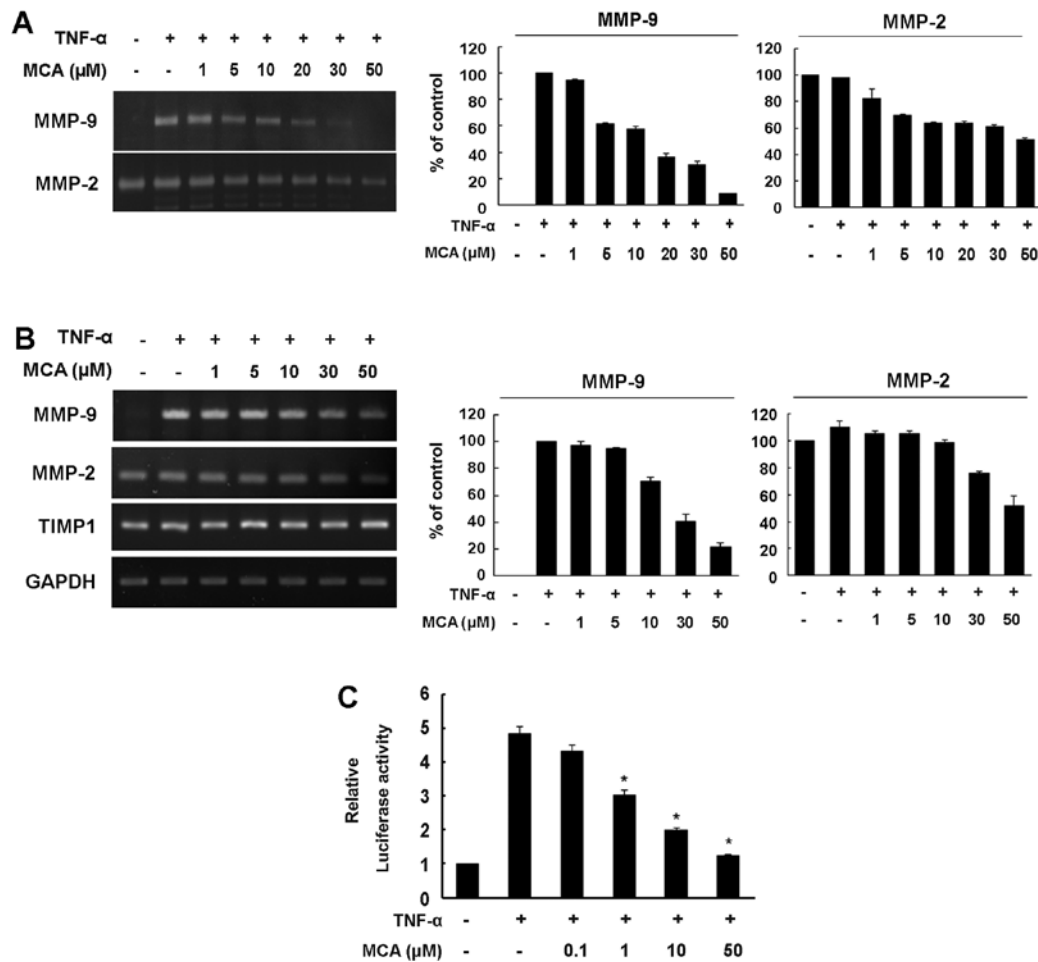 A
TNF-α - + + + + + + +
MCA (μM) - - 1 5 10 20 30 50
MMP-9
MMP-2
MMP-9
% of control
120
100
80
60
40
20
0
TNF-α - + + + + + + +
MCA (μM) - - 1 5 10 20 30 50
MMP-2
120
100
80
60
40
20
0
- + + + + + + +
- - 1 5 10 20 30 50
B
TNF-α - + + + + + +
MCA (μM) - - 1 5 10 30 50
MMP-9
MMP-2
TIMP1
GAPDH
MMP-9
% of control
120
100
80
60
40
20
0
TNF-α - + + + + + +
MCA (μM) - - 1 5 10 30 50
MMP-2
120
100
80
60
40
20
0
- + + + + + +
- - 1 5 10 30 50
C
Relative
Luciferase activity
6
5
4
3
2
1
0
* * *
TNF-α - + + + + +
MCA (μM) - - 0.1 1 10 50